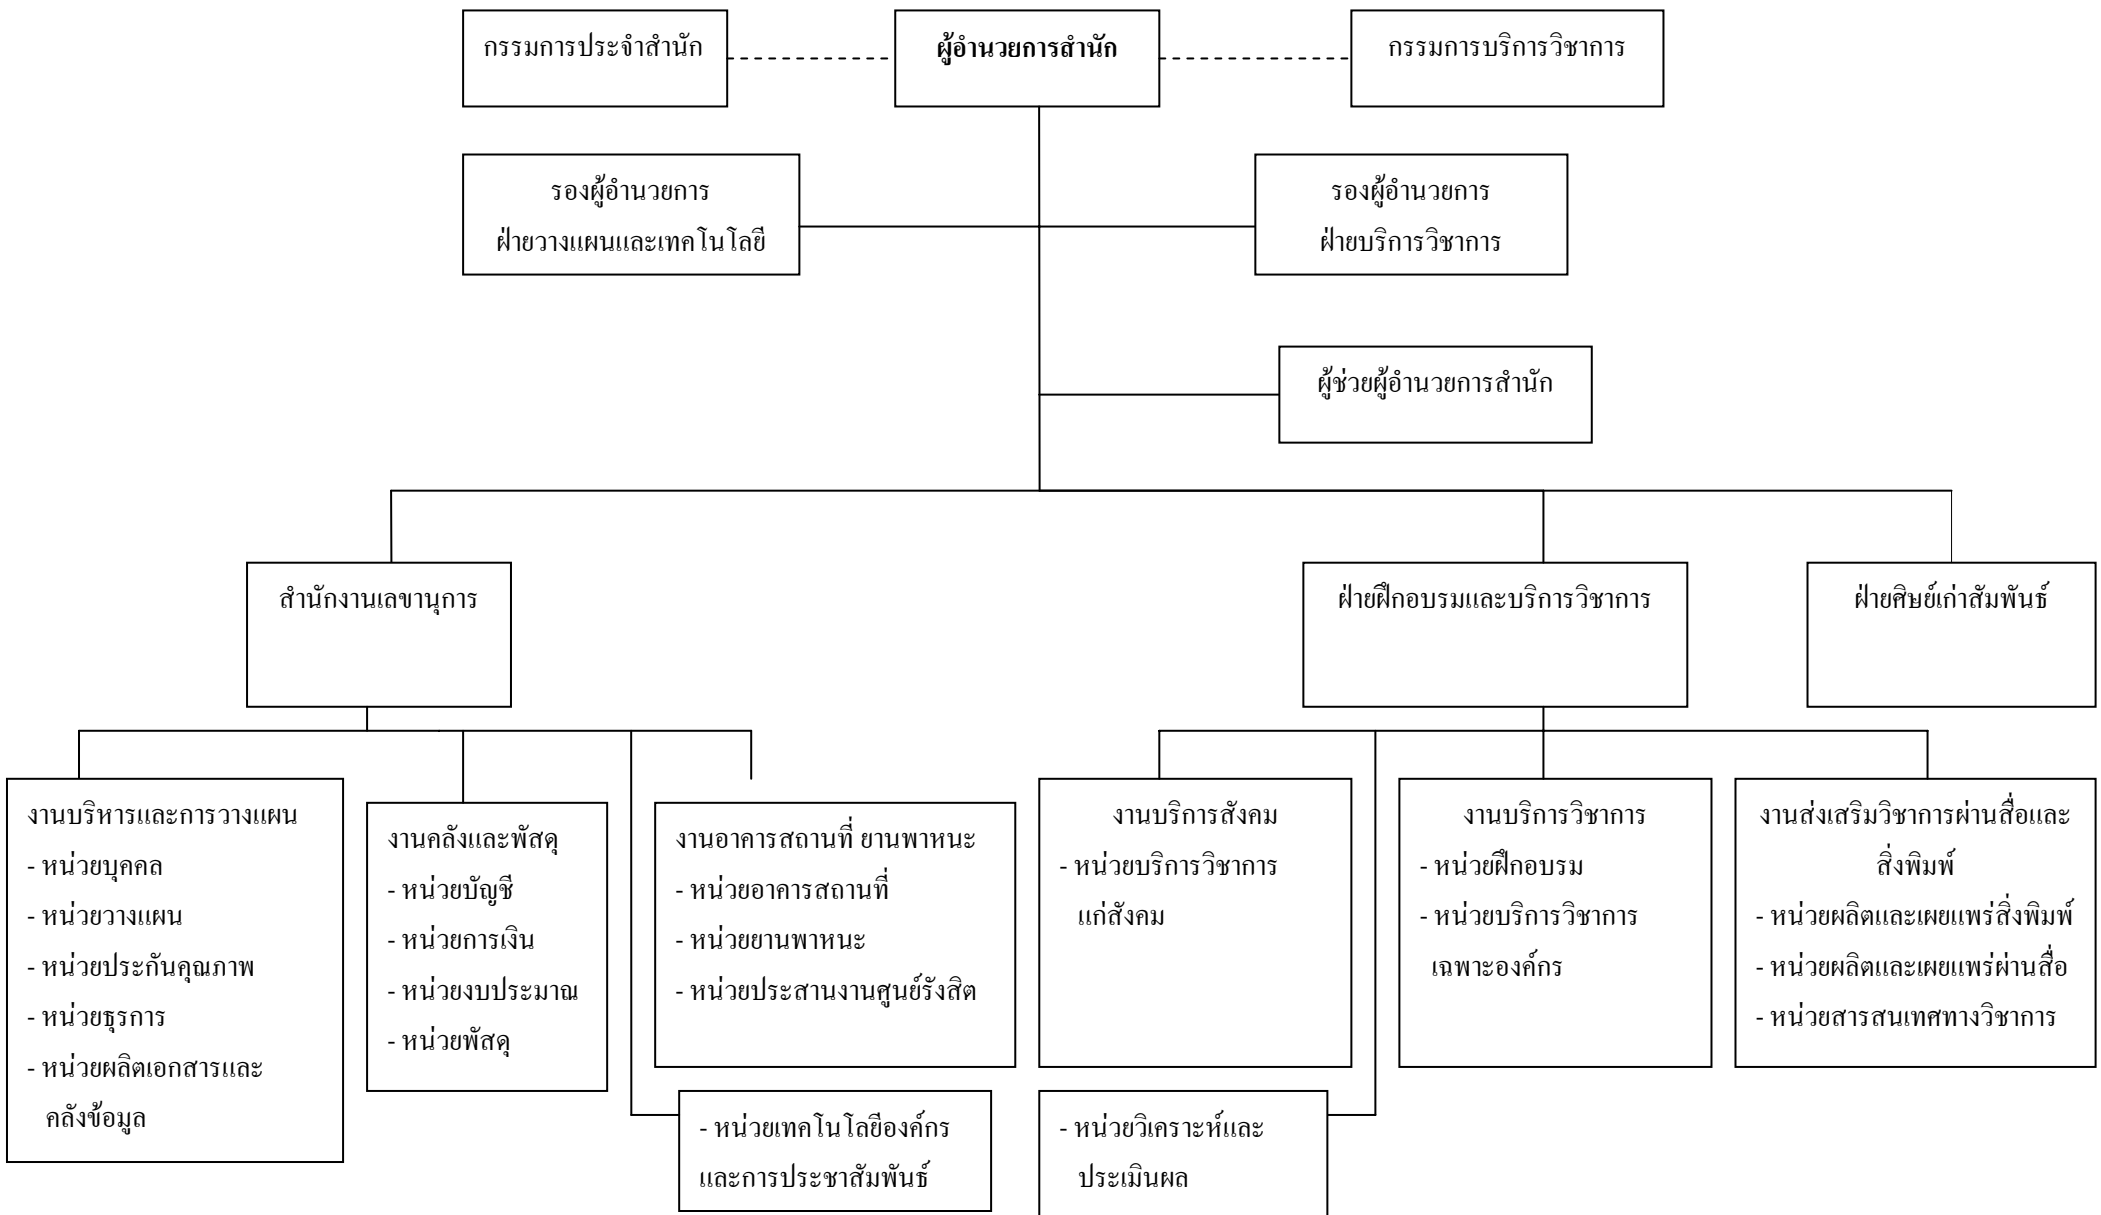 กรรมการประจำสำนัก
ผู้อำนวยการสำนัก
กรรมการบริการวิชาการ
รองผู้อำนวยการ
ฝ่ายวางแผนและเทคโนโลยี
รองผู้อำนวยการ
ฝ่ายบริการวิชาการ
ผู้ช่วยผู้อำนวยการสำนัก
สำนักงานเลขานุการ
ฝ่ายฝึกอบรมและบริการวิชาการ
ฝ่ายศิษย์เก่าสัมพันธ์
งานบริหารและการวางแผน
- หน่วยบุคคล
- หน่วยวางแผน
- หน่วยประกันคุณภาพ
- หน่วยธุรการ
- หน่วยผลิตเอกสารและ
คลังข้อมูล
งานคลังและพัสดุ
- หน่วยบัญชี
- หน่วยการเงิน
- หน่วยงบประมาณ
- หน่วยพัสดุ
งานอาคารสถานที่ ยานพาหนะ
- หน่วยอาคารสถานที่
- หน่วยยานพาหนะ
- หน่วยประสานงานศูนย์รังสิต
- หน่วยเทคโนโลยีองค์กร
และการประชาสัมพันธ์
งานบริการสังคม
- หน่วยบริการวิชาการ
แก่สังคม
- หน่วยวิเคราะห์และ
ประเมินผล
งานบริการวิชาการ
- หน่วยฝึกอบรม
- หน่วยบริการวิชาการ
เฉพาะองค์กร
งานส่งเสริมวิชาการผ่านสื่อและ
สิ่งพิมพ์
- หน่วยผลิตและเผยแพร่สิ่งพิมพ์
- หน่วยผลิตและเผยแพร่ผ่านสื่อ
- หน่วยสารสนเทศทางวิชาการ